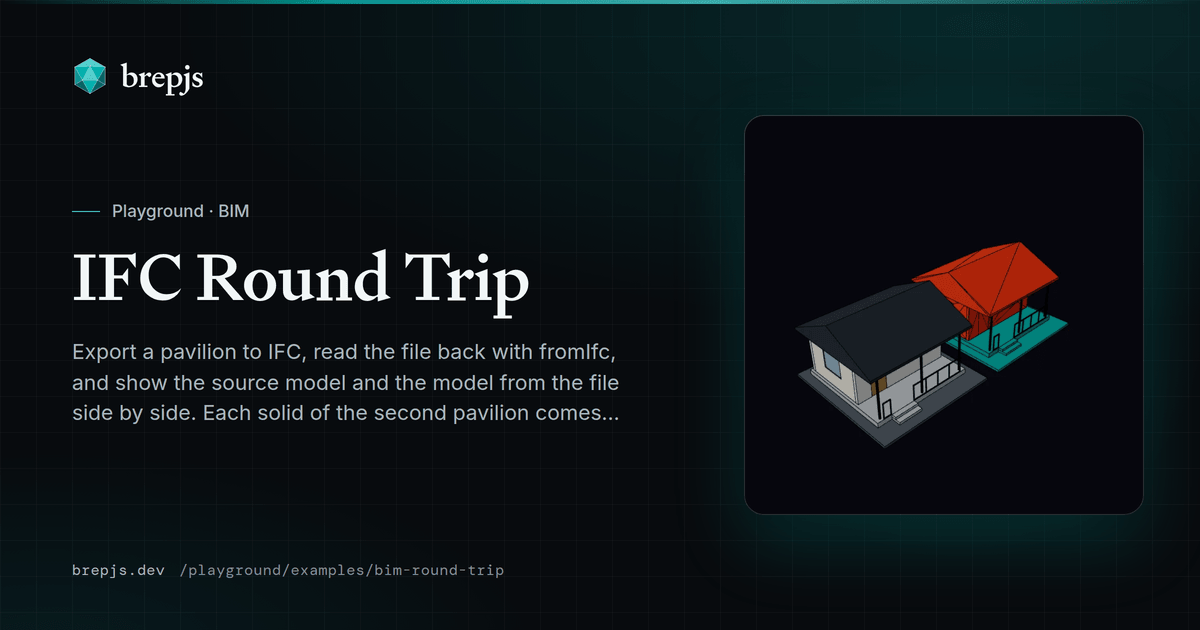 brepjs
Playground · BIM
IFC Round Trip
Export a pavilion to IFC, read the file back with fromIfc,
and show the source model and the model from the file
side by side. Each solid of the second pavilion comes...
brepjs.dev /playground/examples/bim-round-trip